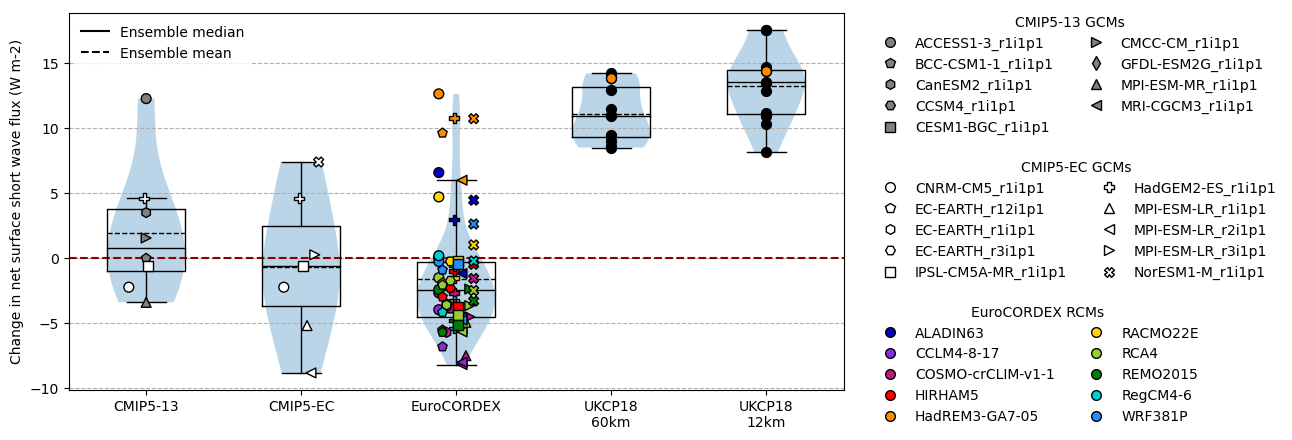 Change in net surface short wave flux (W m-2)
15
10
5
0
−5
−10
Ensemble median
Ensemble mean
CMIP5-13
CMIP5-EC
EuroCORDEX
UKCP18
60km
UKCP18
12km
CMIP5-13 GCMs
ACCESS1-3_r1i1p1
BCC-CSM1-1_r1i1p1
CanESM2_r1i1p1
CCSM4_r1i1p1
CESM1-BGC_r1i1p1
CMCC-CM_r1i1p1
GFDL-ESM2G_r1i1p1
MPI-ESM-MR_r1i1p1
MRI-CGCM3_r1i1p1
CMIP5-EC GCMs
CNRM-CM5_r1i1p1
EC-EARTH_r12i1p1
EC-EARTH_r1i1p1
EC-EARTH_r3i1p1
IPSL-CM5A-MR_r1i1p1
HadGEM2-ES_r1i1p1
MPI-ESM-LR_r1i1p1
MPI-ESM-LR_r2i1p1
MPI-ESM-LR_r3i1p1
NorESM1-M_r1i1p1
EuroCORDEX RCMs
ALADIN63
CCLM4-8-17
COSMO-crCLIM-v1-1
HIRHAM5
HadREM3-GA7-05
RACMO22E
RCA4
REMO2015
RegCM4-6
WRF381P